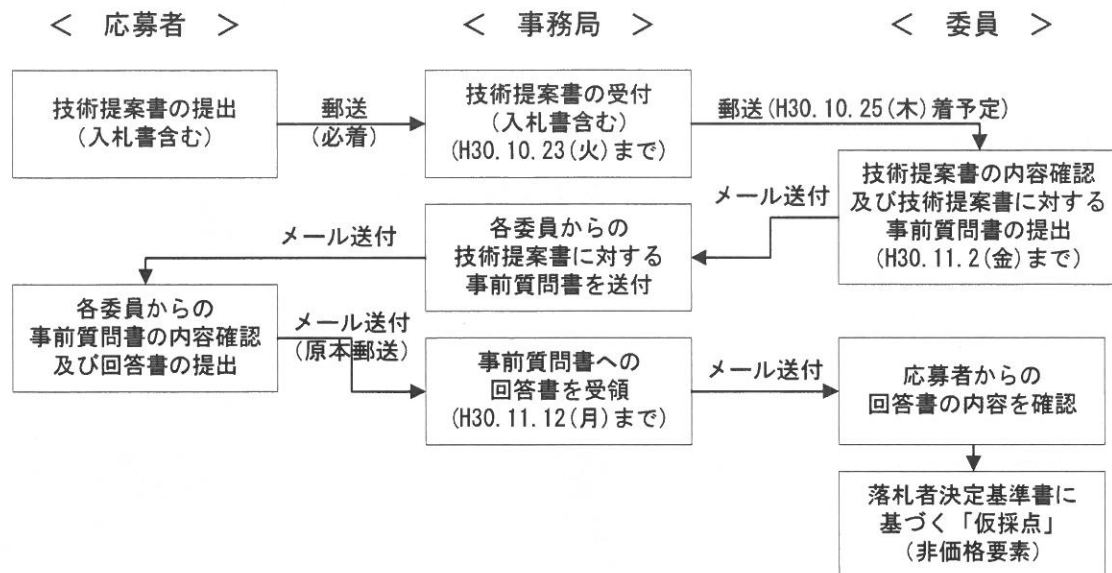 ＜ 応募者 ＞
＜ 事務局 ＞
＜ 委員 ＞
技術提案書の提出
(入札書含む)
郵送
(必着)
技術提案書の受付
(入札書含む)
(H30.10.23(火)まで)
郵送(H30.10.25(木)着予定)
技術提案書の内容確認
及び技術提案書に対する
事前質問書の提出
(H30.11.2(金)まで)
メール送付
各委員からの
技術提案書に対する
事前質問書を送付
メール送付
各委員からの
事前質問書の内容確認
及び回答書の提出
メール送付
(原本郵送)
事前質問書への
回答書を受領
(H30.11.12(月)まで)
メール送付
応募者からの
回答書の内容を確認
落札者決定基準書に
基づく「仮採点」
(非価格要素)